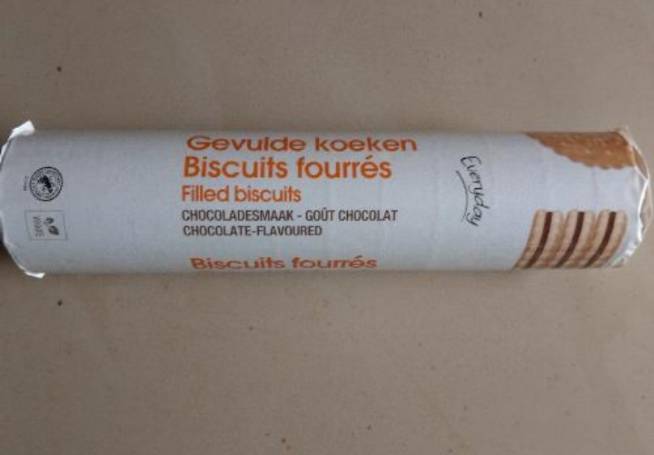 Gevulde koeken
Biscuits fourrés
Filled biscuits
CHOCOLADESMAAK - GOÛT CHOCOLAT
CHOCOLATE-FLAVOURED
Biscuits fourrés
Everyday